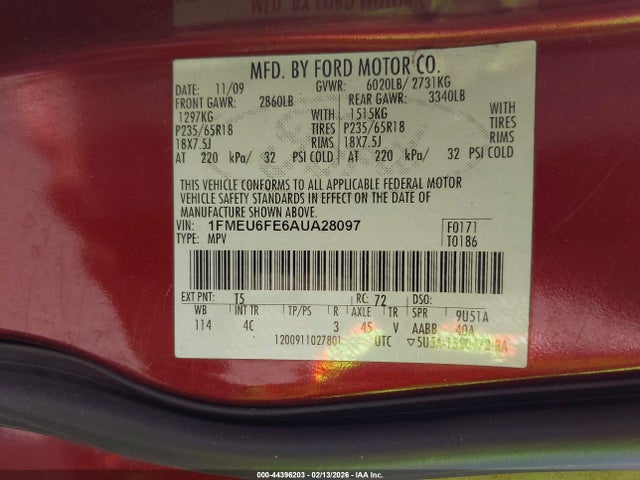 MFD. BY FORD MOTOR CO.
DATE: 11/09 GVWR: 6020LB/ 2731KG
FRONT GAWR: 2860LB REAR GAWR: 3340LB
1297KG WITH 1515KG WITH
P235/65R18 TIRES P235/65R18 TIRES
18X7.5J RIMS 18X7.5J RIMS
AT 220 kPa/ 32 PSI COLD AT 220 kPa/ 32 PSI COLD
THIS VEHICLE CONFORMS TO ALL APPLICABLE FEDERAL MOTOR
VEHICLE SAFETY STANDARDS IN EFFECT ON THE DATE OF
MANUFACTURE SHOWN ABOVE.
VIN: 1FMEU6FE6AUA28097 F0171
TYPE: MPV T0186
EXT PNT: T5 RC: 72 DSO:
WB INT TR TP/PS R AXLE TR SPR 9U51A
114 4C 3 45 V AABB 40A
1200911027801 UTC
000-44396203 - 02/13/2026 - IAA Inc.